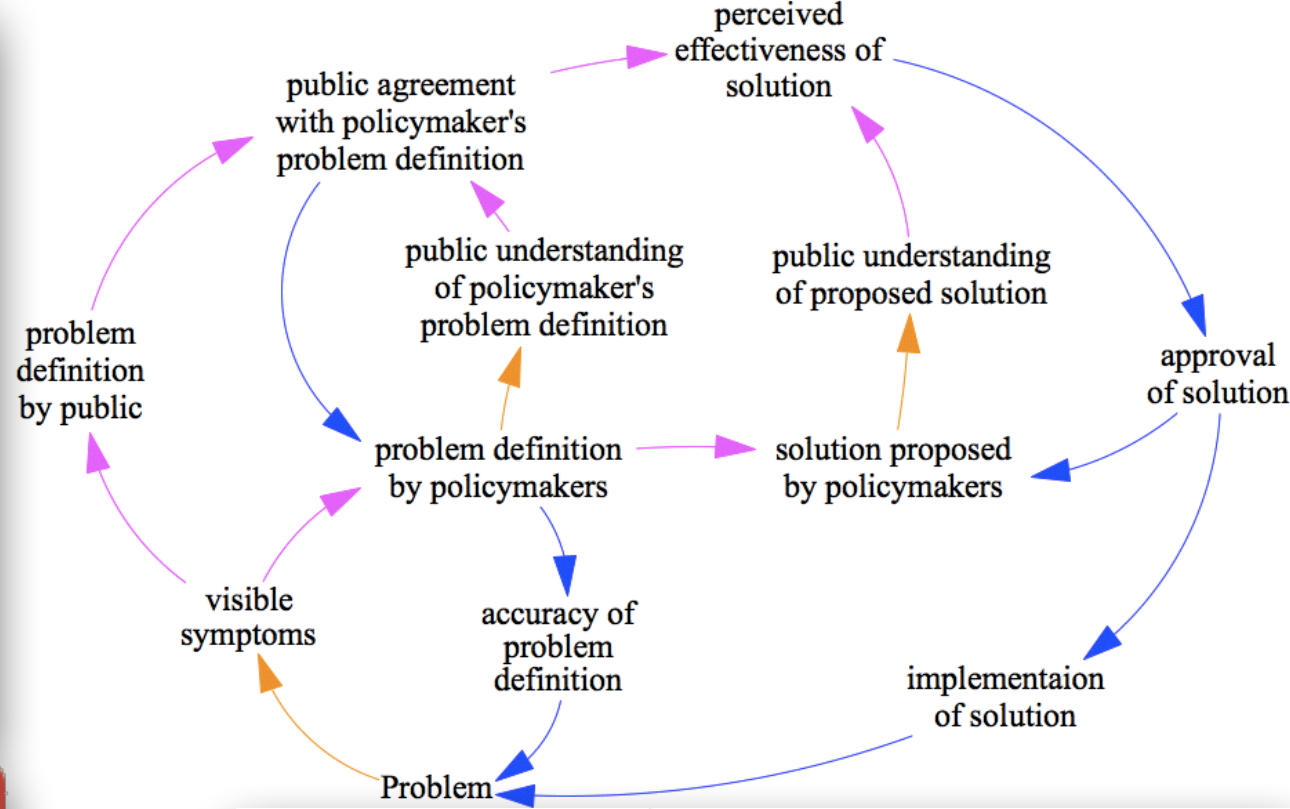 perceived
effectiveness of
solution
public agreement
with policymaker's
problem definition
public understanding
of policymaker's
problem definition
public understanding
of proposed solution
problem
definition
by public
approval
of solution
problem definition
by policymakers
solution proposed
by policymakers
visible
symptoms
accuracy of
problem
definition
implementaion
of solution
Problem